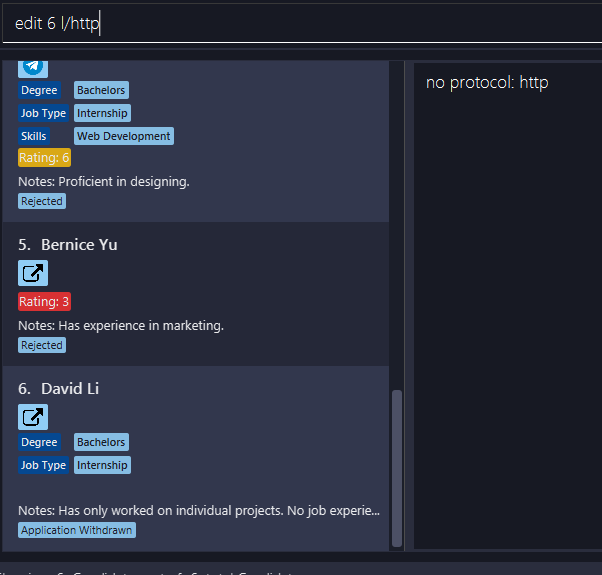 edit 6 l/http
no protocol: http
Degree Bachelors
Job Type Internship
Skills Web Development
Rating: 6
Notes: Proficient in designing.
Rejected
5. Bernice Yu
Rating: 3
Notes: Has experience in marketing.
Rejected
6. David Li
Degree Bachelors
Job Type Internship
Notes: Has only worked on individual projects. No job experie...
Application Withdrawn